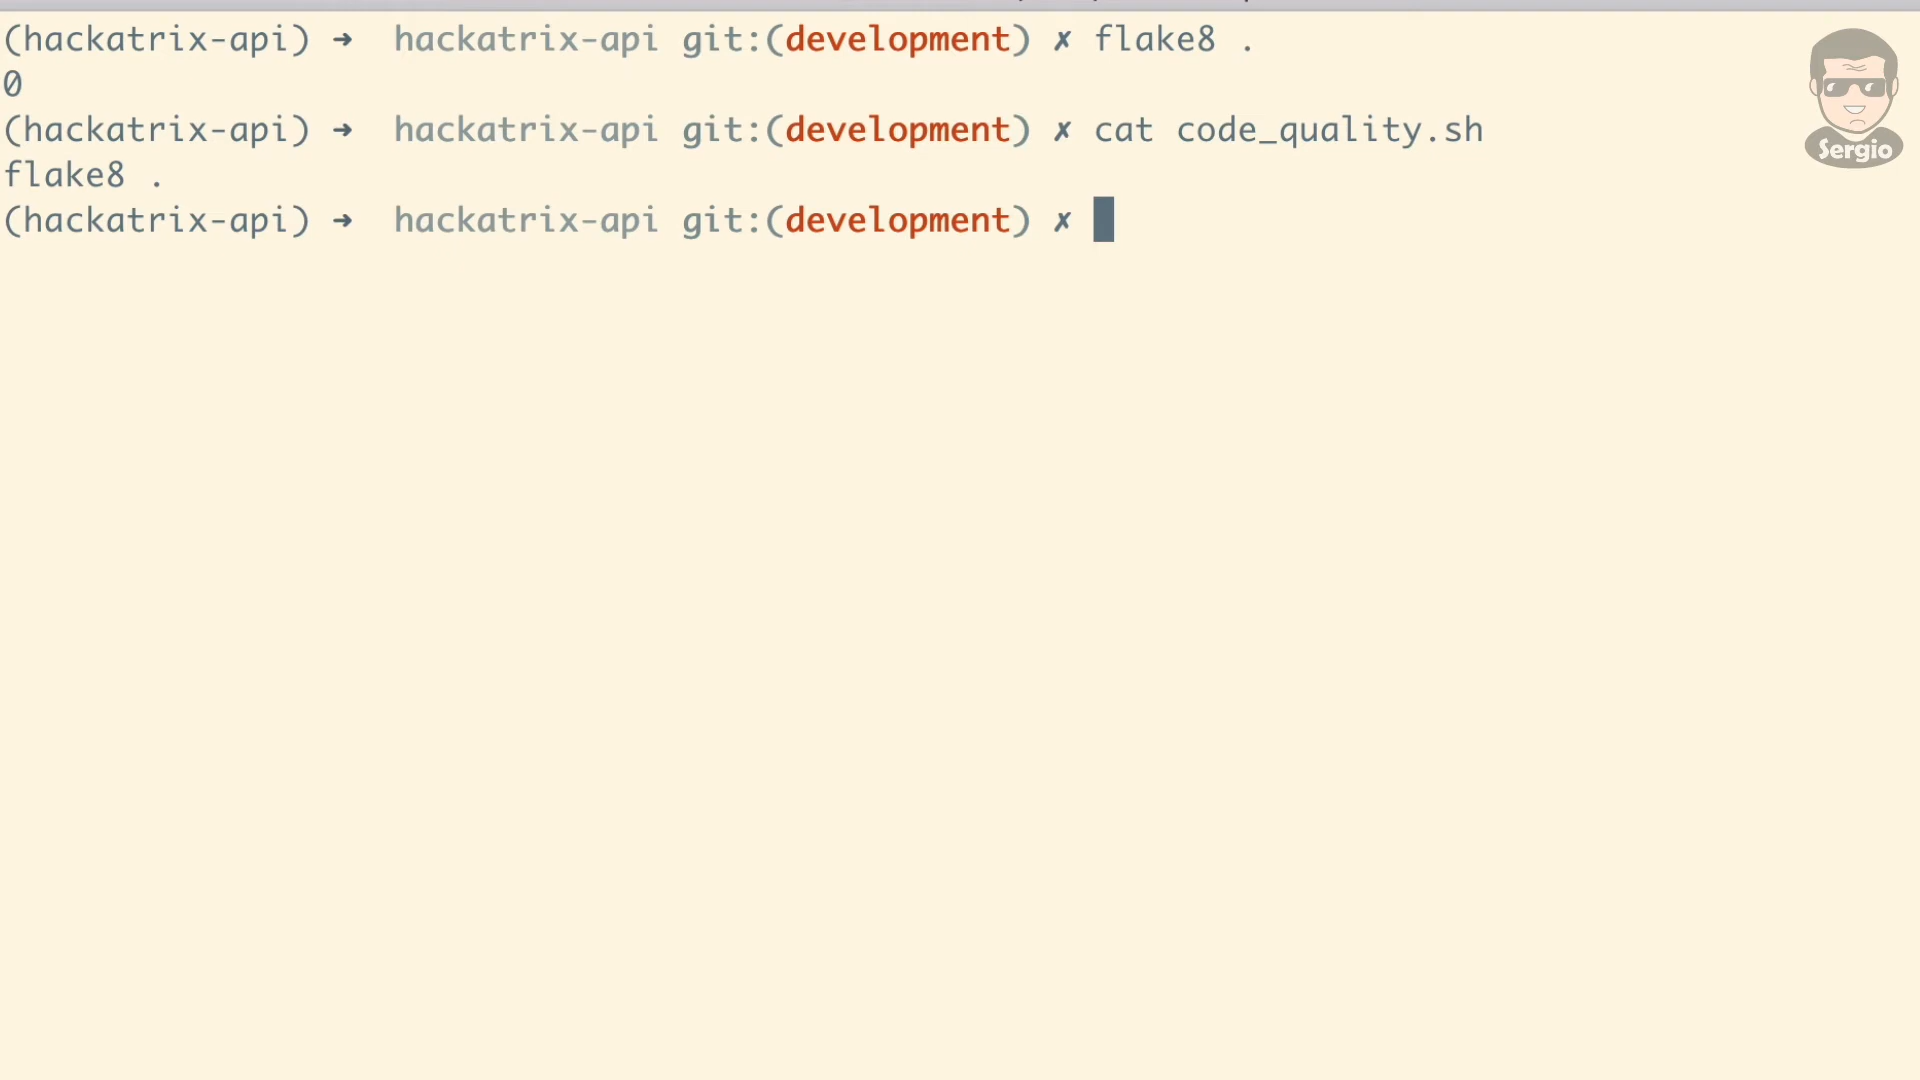 (hackatrix-api) ➜  hackatrix-api git:(development) ✗ flake8 .
0
(hackatrix-api) ➜  hackatrix-api git:(development) ✗ cat code_quality.sh
flake8 .
(hackatrix-api) ➜  hackatrix-api git:(development) ✗
Sergio